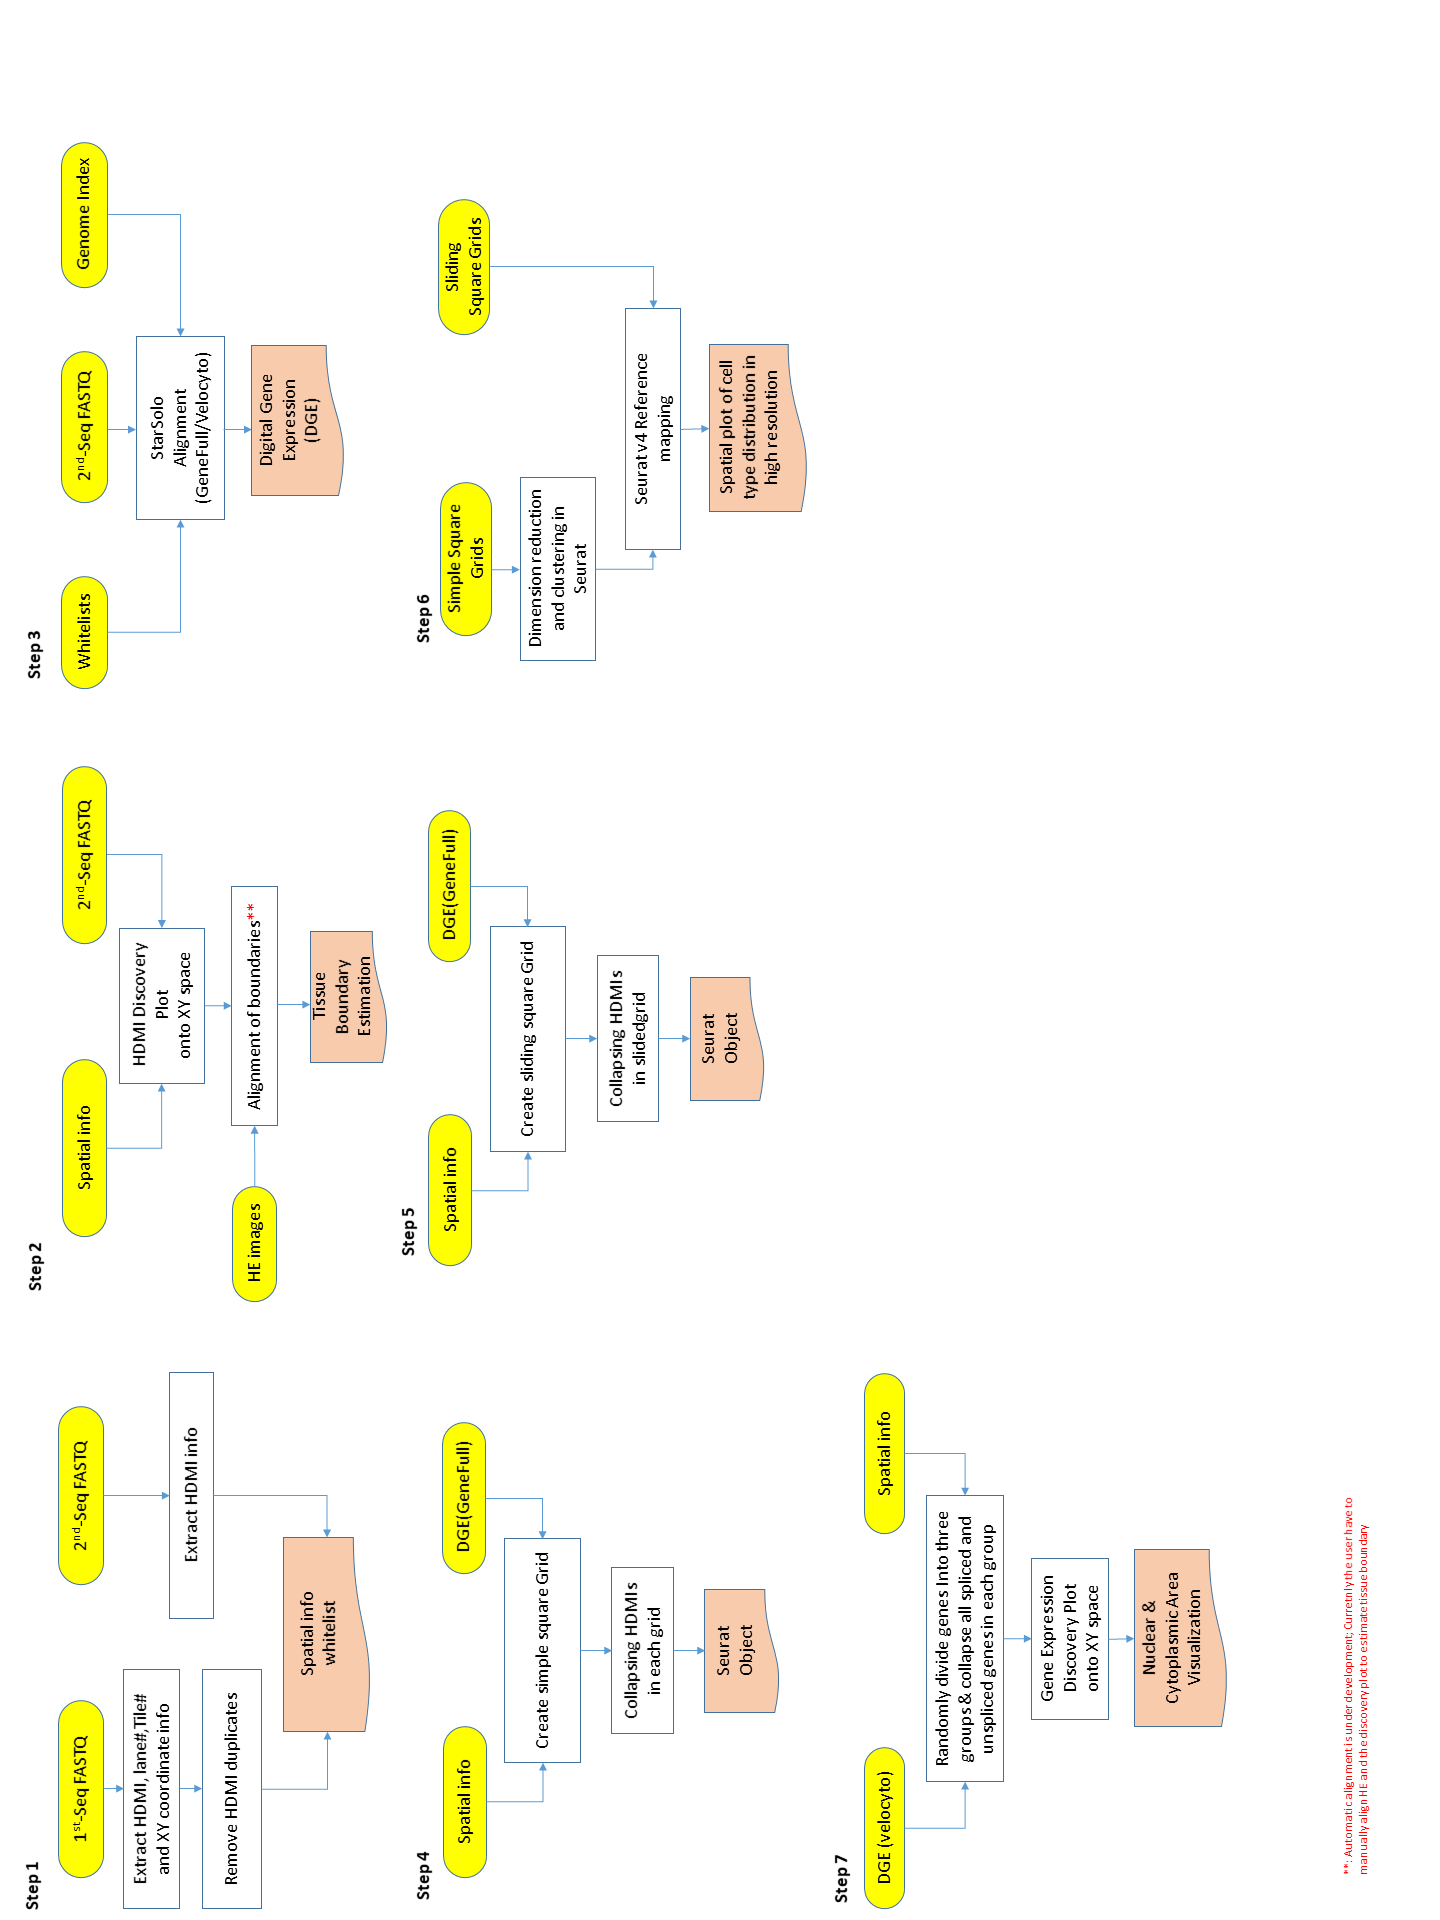 Step 1
1st-Seq FASTQ
2nd-Seq FASTQ
Extract HDMI, lane#,Tile#
and XY coordinate info
Extract HDMI info
Remove HDMI duplicates
Spatial info
whitelist
Step 2
Spatial info
2nd-Seq FASTQ
HDMI Discovery
Plot
onto XY space
HE images
Alignment of boundaries**
Tissue
Boundary
Estimation
Step 3
Whitelists
2nd-Seq FASTQ
Genome Index
StarSolo
Alignment
(GeneFull/Velocyto)
Digital Gene
Expression
(DGE)
Step 4
Spatial info
DGE(GeneFull)
Create simple square Grid
Collapsing HDMIs
in each grid
Seurat
Object
Step 5
Spatial info
DGE(GeneFull)
Create sliding square Grid
Collapsing HDMIs
in slidedgrid
Seurat
Object
Step 6
Simple Square
Grids
Sliding
Square Grids
Dimension reduction
and clustering in
Seurat
Seurat v4 Reference
mapping
Spatial plot of cell
type distribution in
high resolution
Step 7
DGE (velocyto)
Spatial info
Randomly divide genes Into three
groups & collapse all spliced and
unspliced genes in each group
Gene Expression
Discovery Plot
onto XY space
Nuclear &
Cytoplasmic Area
Visualization
**: Automatic alignment is under development; Curretnly the user have to
manually align HE and the discovery plot to estimate tissue boundary